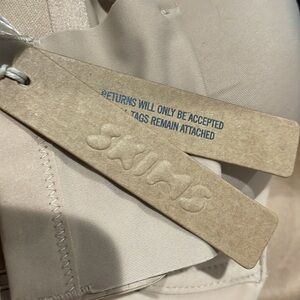 RETURNS WILL ONLY BE ACCEPTED
TAGS REMAIN ATTACHED
SKIMS